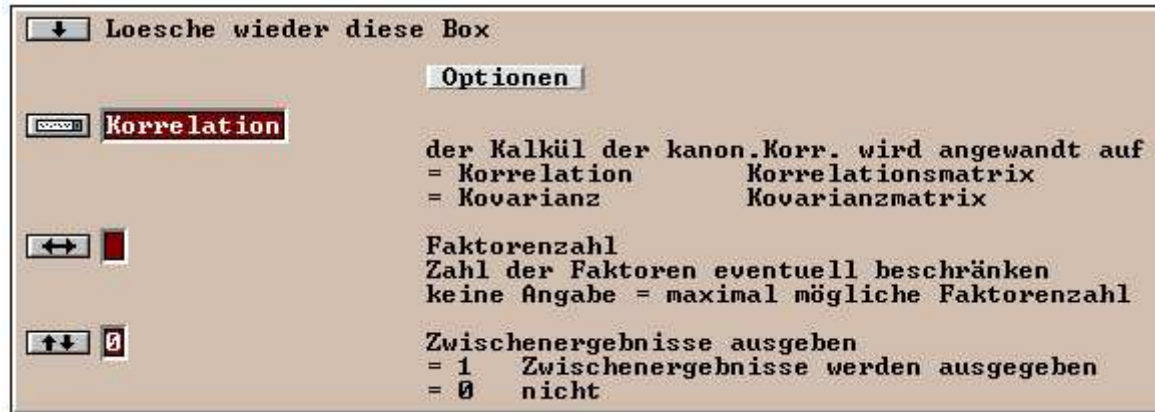 Loesche wieder diese Box
Optionen
Korrelation
der Kalkül der kanon.Korr. wird angewandt auf
= Korrelation Korrelationsmatrix
= Kovarianz Kovarianzmatrix
Faktorenzahl
Zahl der Faktoren eventuell beschränken
keine Angabe = maximal mögliche Faktorenzahl
0 Zwischenergebnisse ausgeben
= 1 Zwischenergebnisse werden ausgegeben
= 0 nicht